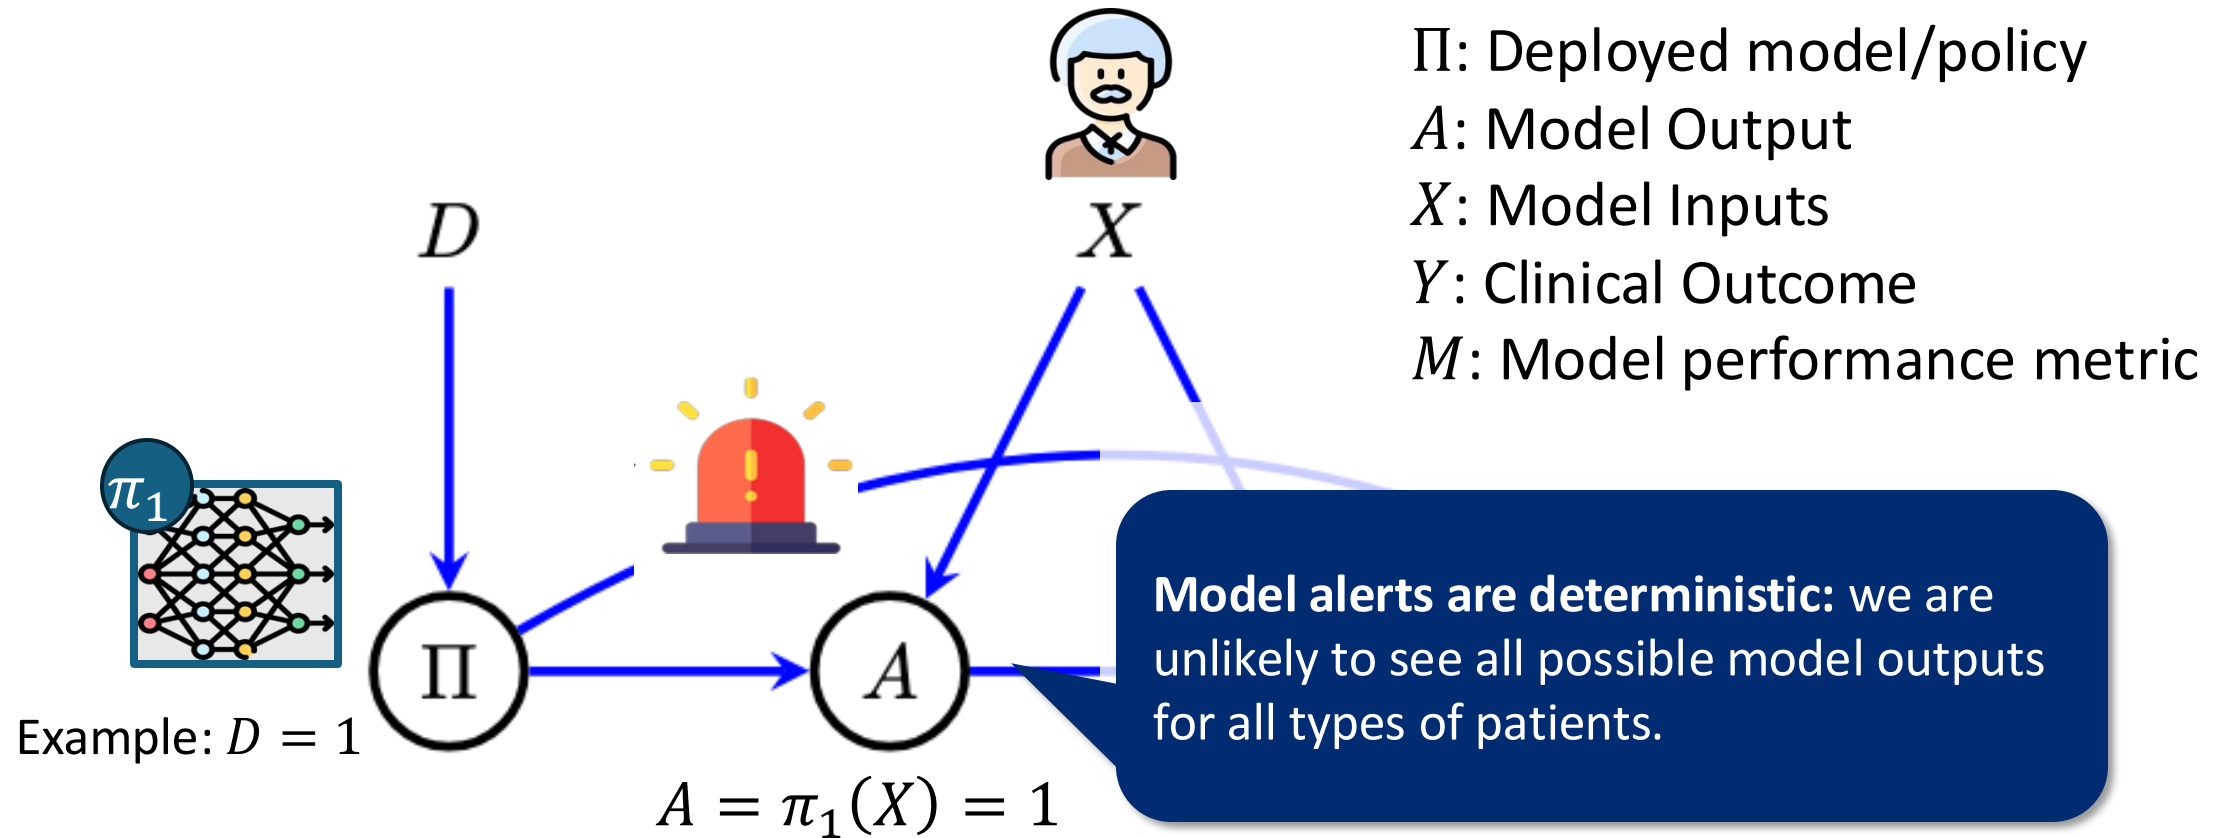 Π: Deployed model/policy
A: Model Output
X: Model Inputs
Y: Clinical Outcome
M: Model performance metric
D
X
π₁
Π
A
Example: D = 1
A = π₁(X) = 1
Model alerts are deterministic: we are
unlikely to see all possible model outputs
for all types of patients.